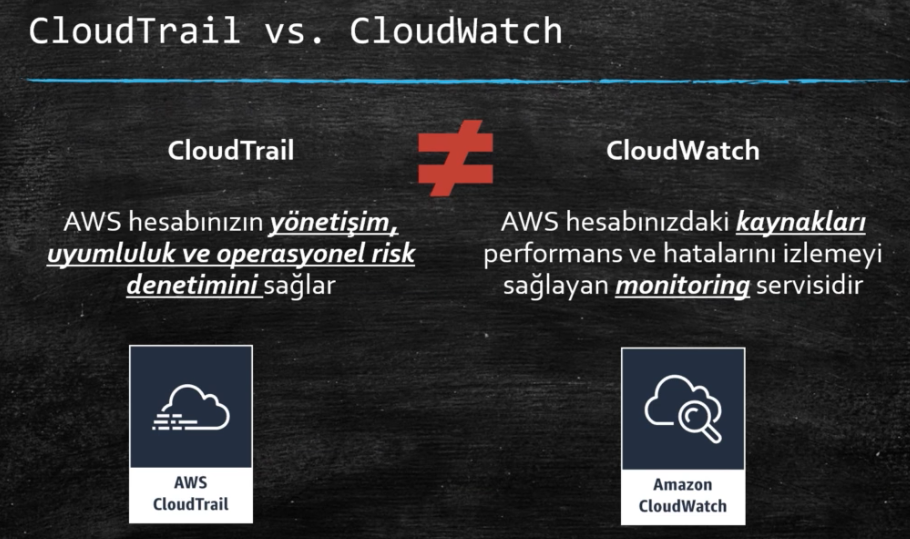 CloudTrail vs. CloudWatch
CloudTrail
AWS hesabınızın yönetişim,
uyumluluk ve operasyonel risk
denetimini sağlar
AWS
CloudTrail
CloudWatch
AWS hesabınızdaki kaynakları
performans ve hatalarını izlemeyi
sağlayan monitoring servisidir
Amazon
CloudWatch